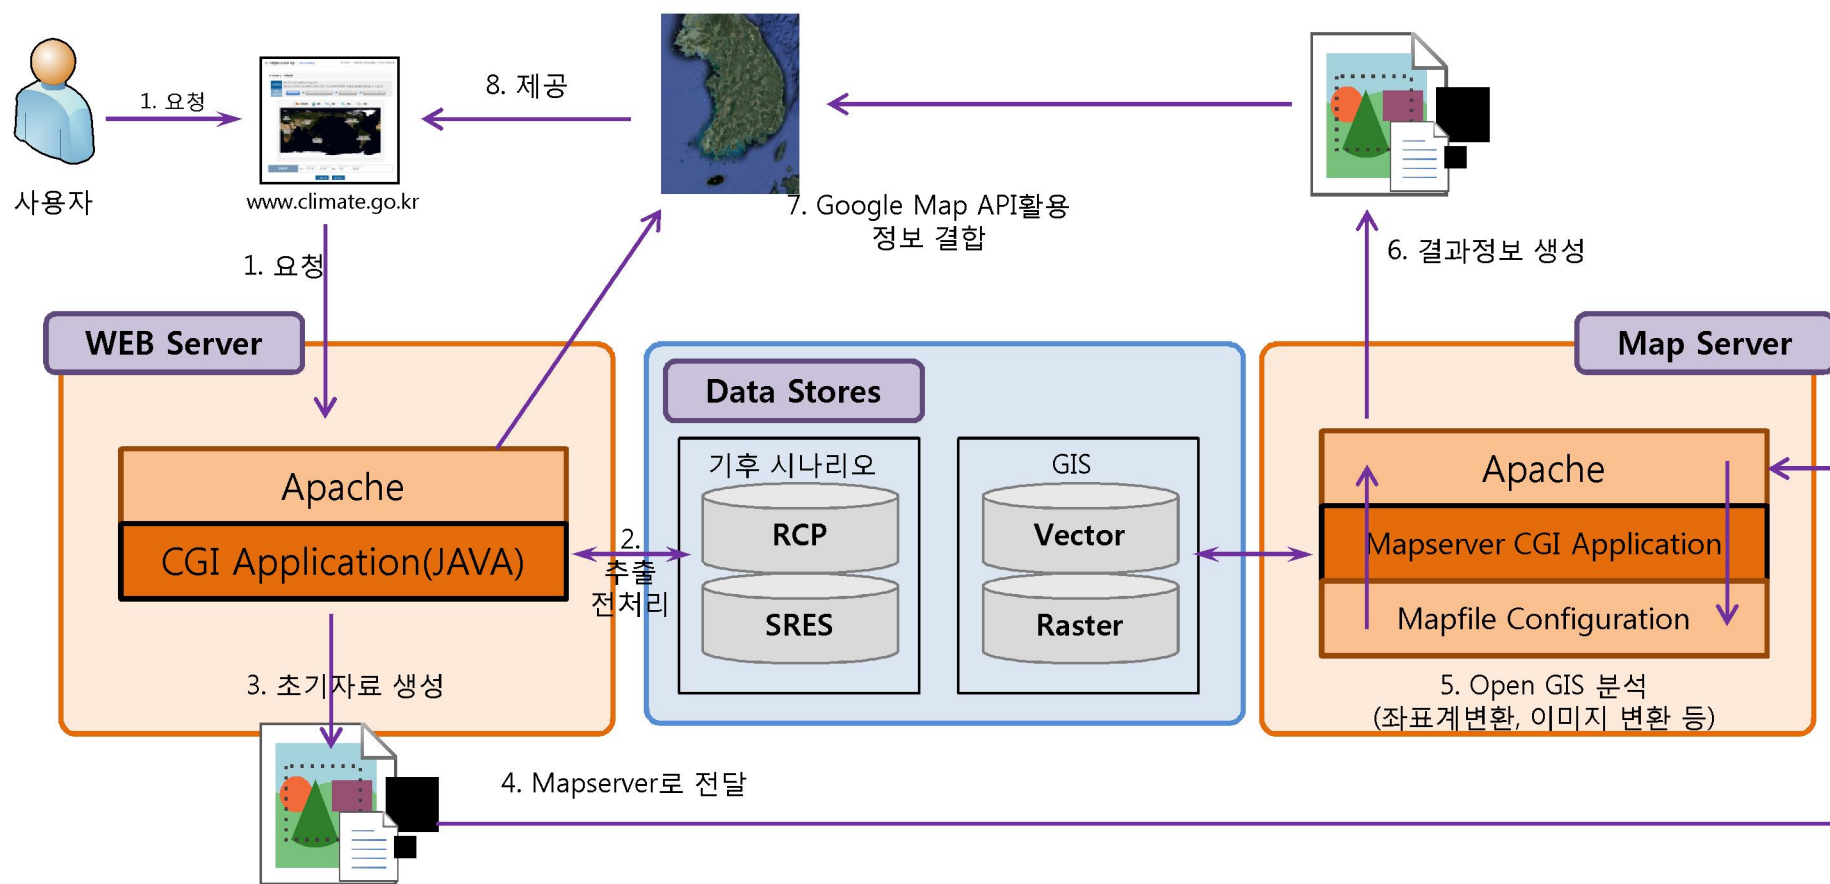 1. 요청
8. 제공
사용자
www.climate.go.kr
7. Google Map API활용
정보 결합
1. 요청
6. 결과정보 생성
WEB Server
Map Server
Data Stores
기후 시나리오
GIS
Apache
Apache
RCP
Vector
2.
추출
전처리
CGI Application(JAVA)
Mapserver CGI Application
SRES
Raster
Mapfile Configuration
3. 초기자료 생성
5. Open GIS 분석
(좌표계변환, 이미지 변환 등)
4. Mapserver로 전달